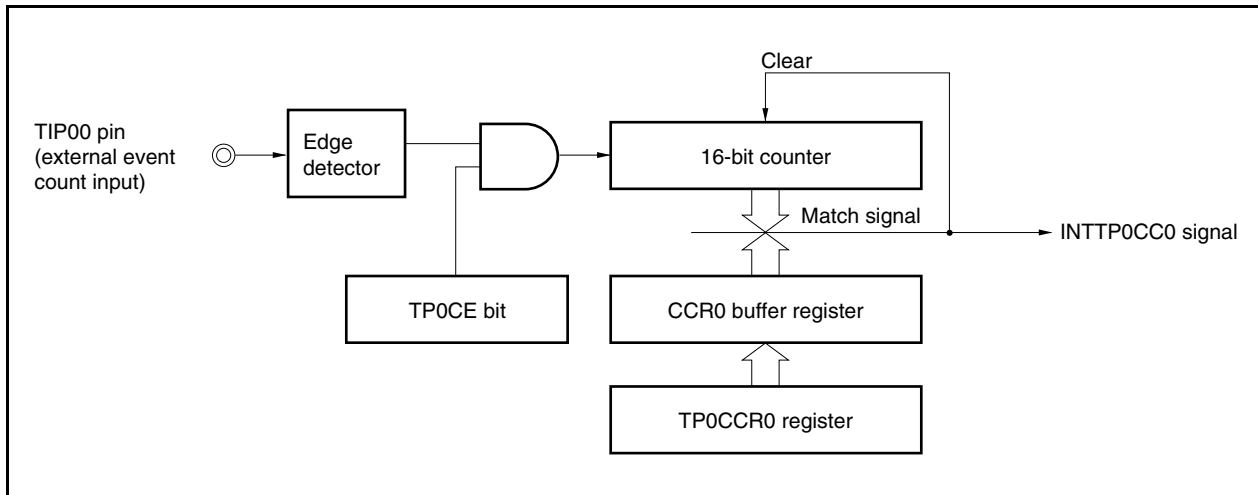 Clear
TIP00 pin
(external event
count input)
Edge
detector
16-bit counter
Match signal
INTTP0CC0 signal
TP0CE bit
CCR0 buffer register
TP0CCR0 register